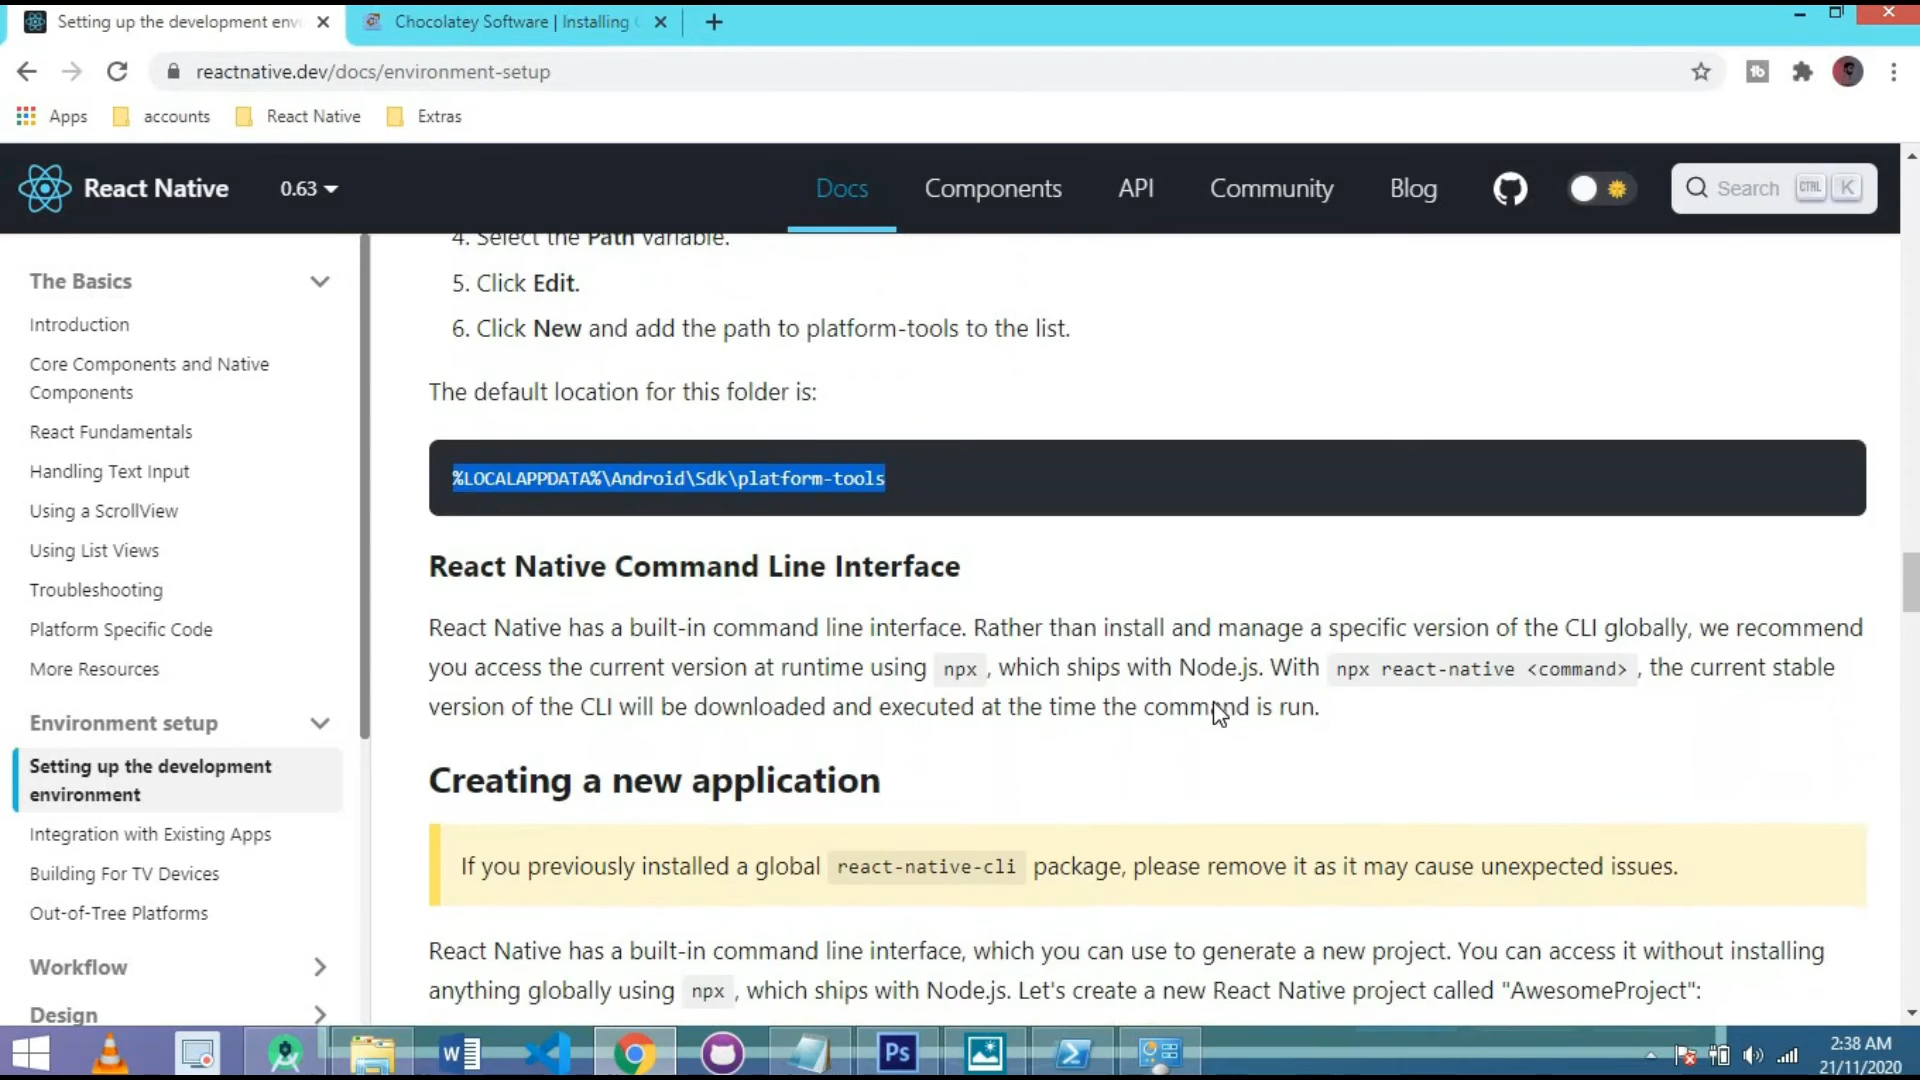 Setting up the development envi
Chocolatey Software | Installing
reactnative.dev/docs/environment-setup
Apps
accounts
React Native
Extras
React Native
0.63
Docs
Components
API
Community
Blog
Search
CTRL
K
The Basics
Introduction
Core Components and Native
Components
React Fundamentals
Handling Text Input
Using a ScrollView
Using List Views
Troubleshooting
Platform Specific Code
More Resources
Environment setup
Setting up the development
environment
Integration with Existing Apps
Building For TV Devices
Out-of-Tree Platforms
Workflow
Design
4. Select the Path variable.
5. Click Edit.
6. Click New and add the path to platform-tools to the list.
The default location for this folder is:
%LOCALAPPDATA%\Android\Sdk\platform-tools
React Native Command Line Interface
React Native has a built-in command line interface. Rather than install and manage a specific version of the CLI globally, we recommend
you access the current version at runtime using npx, which ships with Node.js. With npx react-native <command>, the current stable
version of the CLI will be downloaded and executed at the time the command is run.
Creating a new application
If you previously installed a global react-native-cli package, please remove it as it may cause unexpected issues.
React Native has a built-in command line interface, which you can use to generate a new project. You can access it without installing
anything globally using npx, which ships with Node.js. Let's create a new React Native project called "AwesomeProject":
W
Ps
2:38 AM
21/11/2020